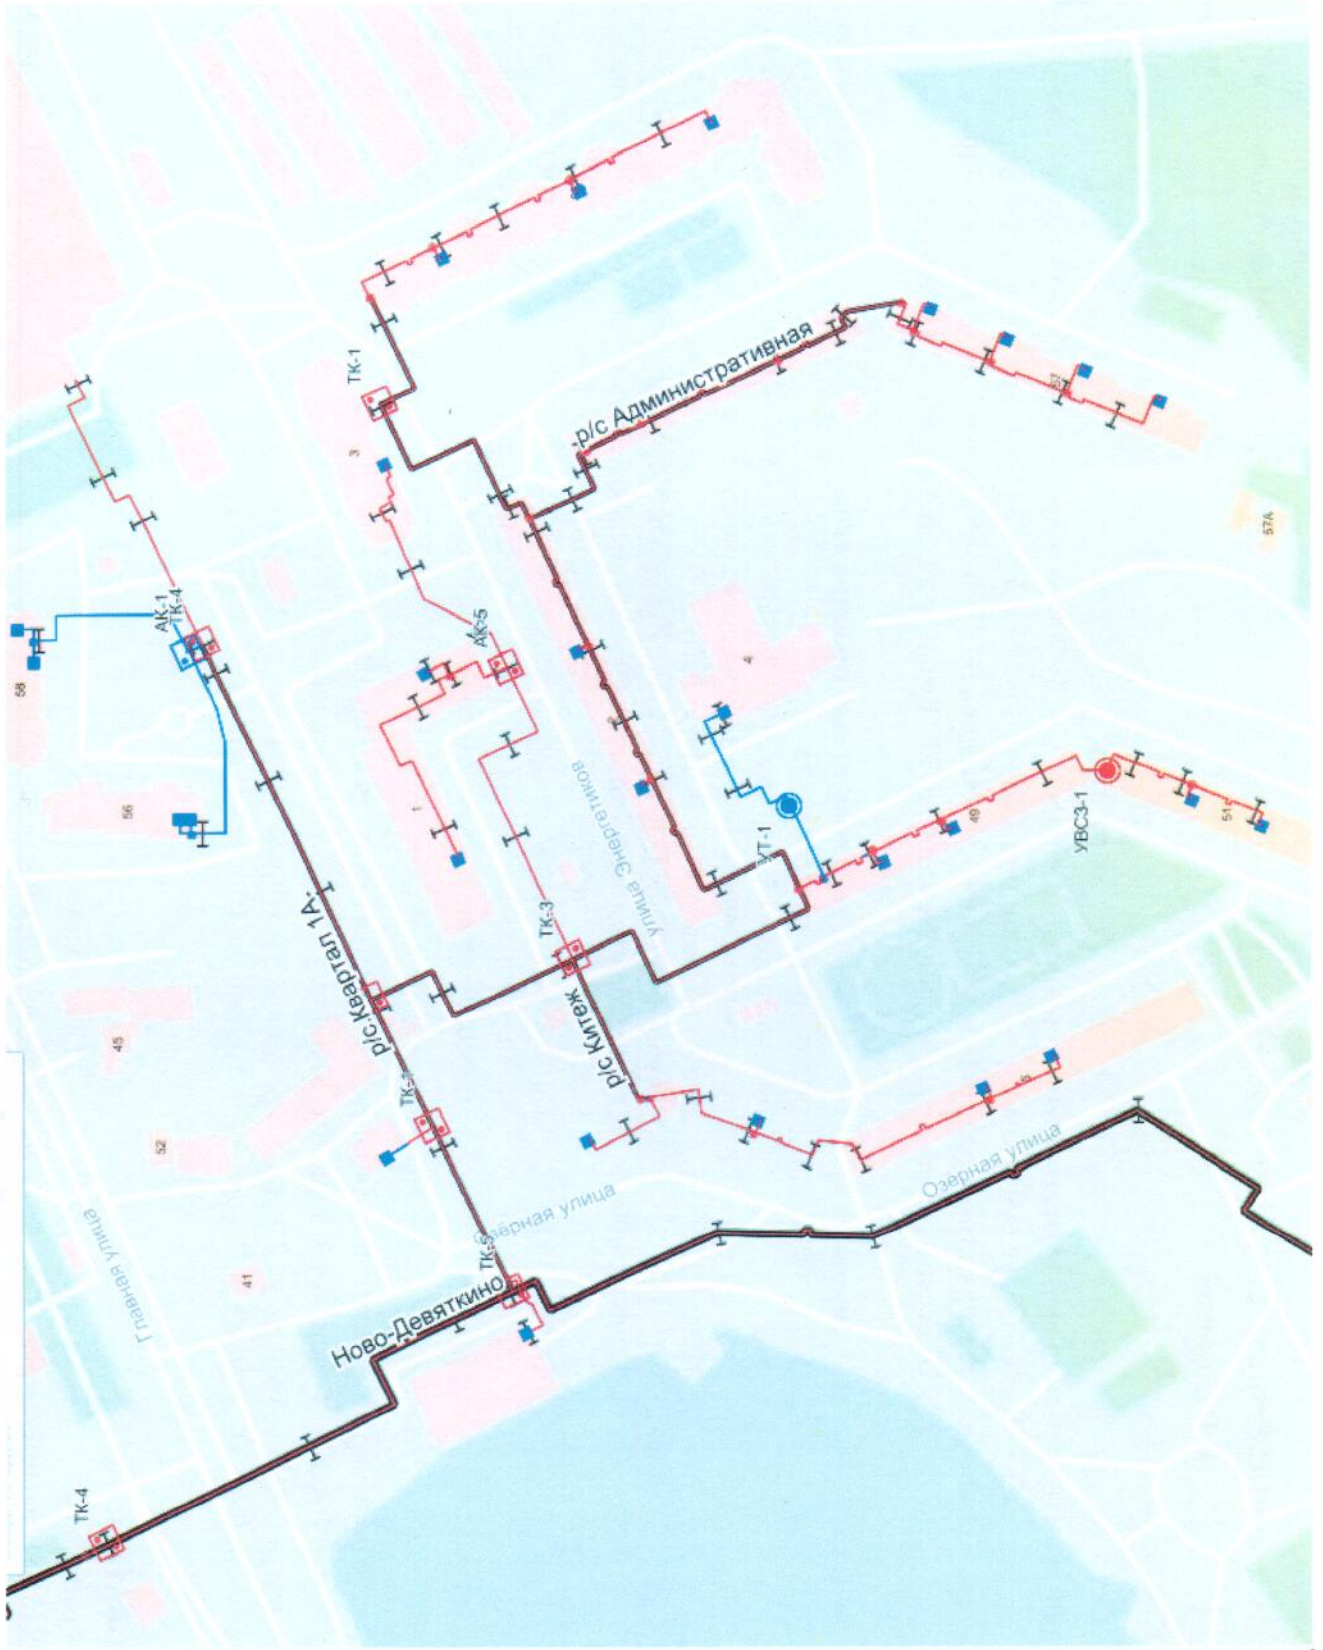 ТК-1
р/с Административная
3
АК-1
ТК-4
АК-5
58
4
57А
56
1
улица Энергетиков
УТ-1
49
УВСЗ-1
51
р/с.Квартал 1А.
ТК-3
45
р/с Китеж
52
Главная улица
Озёрная улица
Озёрная улица
41
Ново-Девяткино
ТК-4